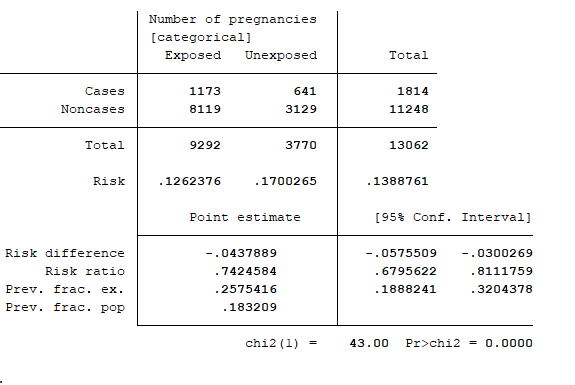 Number of pregnancies
[categorical]
Exposed Unexposed Total
Cases 1173 641 1814
Noncases 8119 3129 11248
Total 9292 3770 13062
Risk .1262376 .1700265 .1388761
Point estimate [95% Conf. Interval]
Risk difference -.0437889 -.0575509 -.0300269
Risk ratio .7424584 .6795622 .8111759
Prev. frac. ex. .2575416 .1888241 .3204378
Prev. frac. pop .183209
chi2(1) = 43.00 Pr>chi2 = 0.0000
.